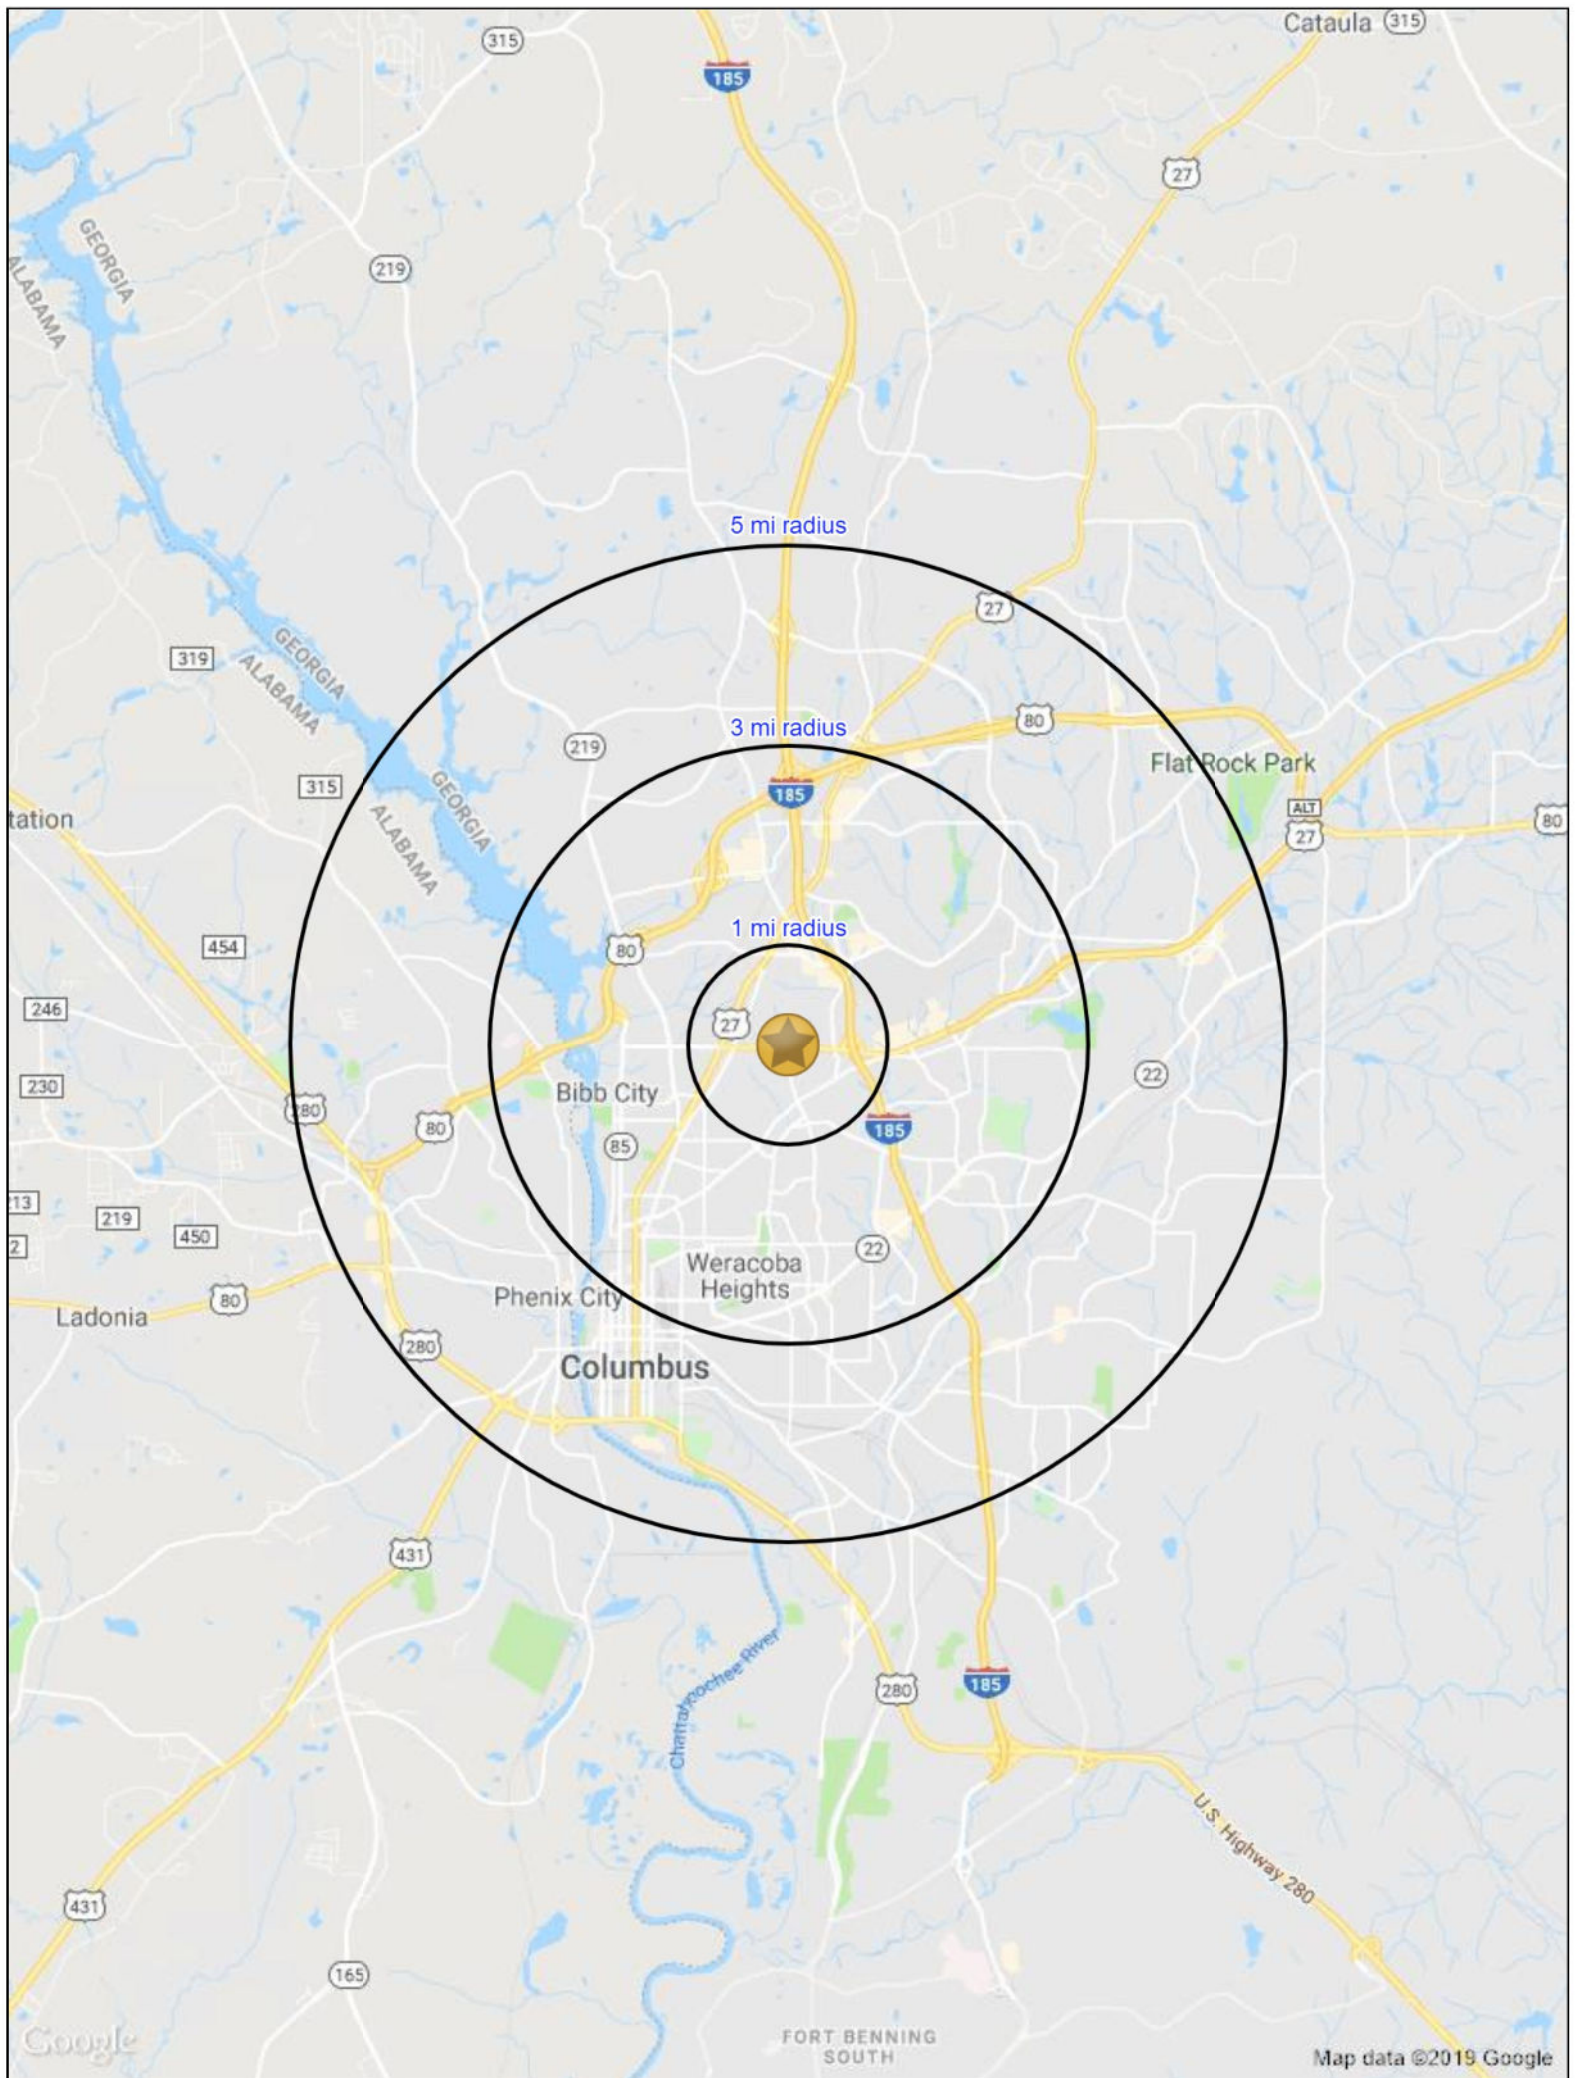 Cataula
315
315
185
27
GEORGIA
ALABAMA
219
5 mi radius
27
GEORGIA
ALABAMA
319
80
3 mi radius
219
Flat Rock Park
315
185
GEORGIA
ALABAMA
ALT
27
80
tation
1 mi radius
454
80
246
27
22
230
Bibb City
280
80
185
85
13
219
450
2
22
Weracoba
Heights
Phenix City
80
Ladonia
280
Columbus
431
Chattahoochee River
280
185
U.S. Highway 280
431
165
Google
FORT BENNING
SOUTH
Map data ©2019 Google